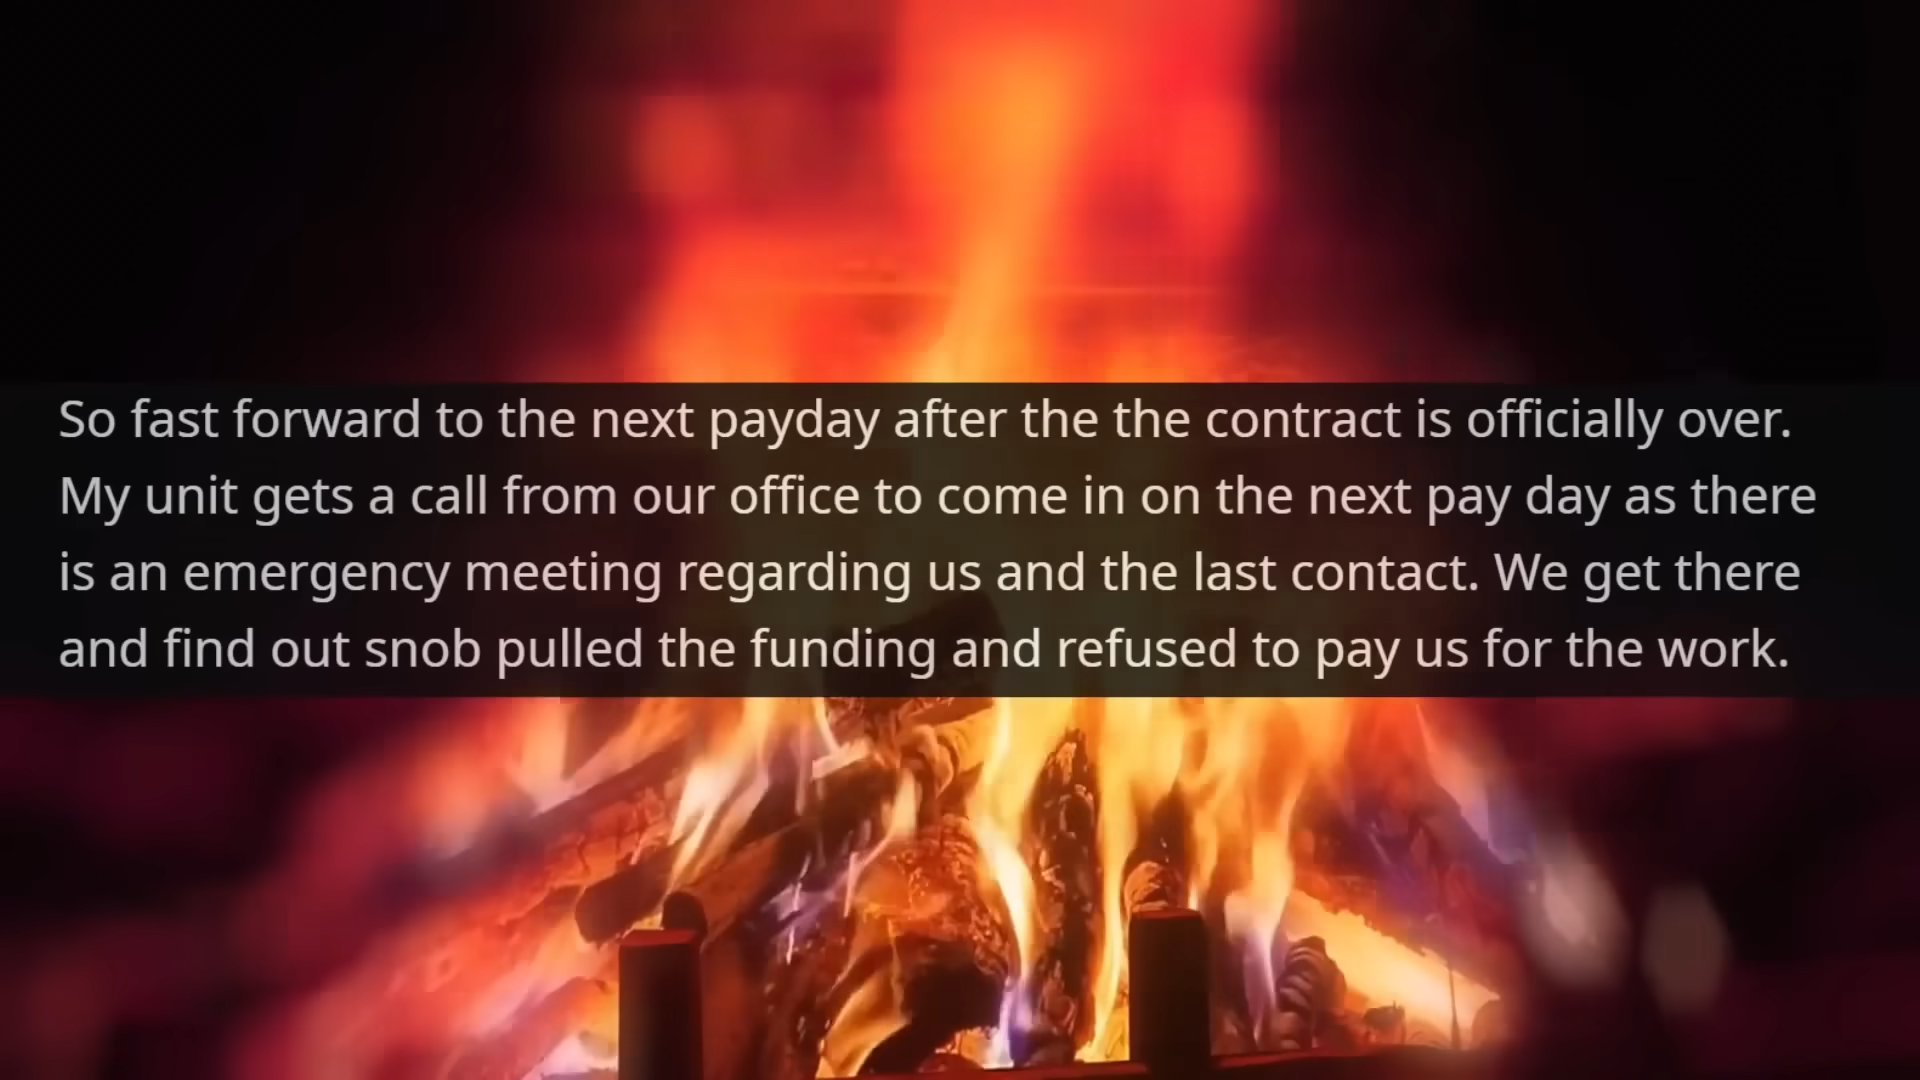 So fast forward to the next payday after the the contract is officially over.
My unit gets a call from our office to come in on the next pay day as there
is an emergency meeting regarding us and the last contact. We get there
and find out snob pulled the funding and refused to pay us for the work.